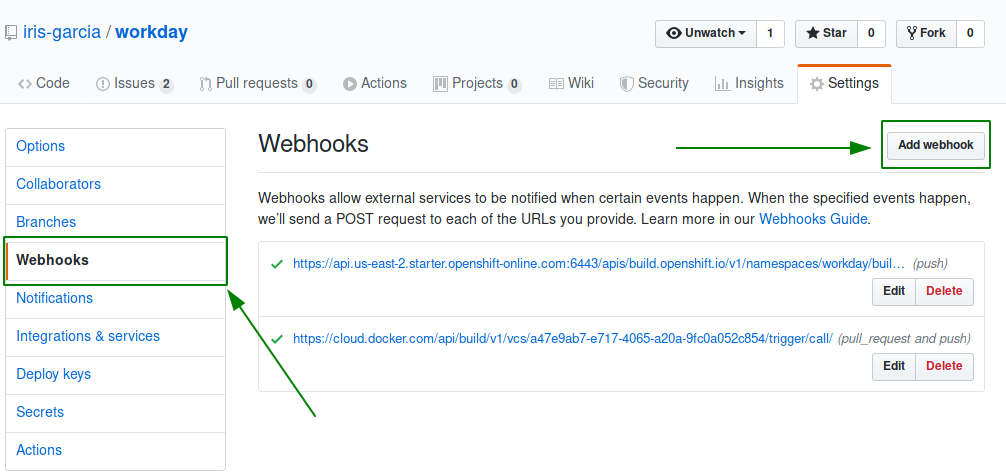 iris-garcia / workday
Unwatch 1 Star 0 Fork 0
Code Issues 2 Pull requests 0 Actions Projects 0 Wiki Security Insights Settings
Options
Collaborators
Branches
Webhooks
Notifications
Integrations & services
Deploy keys
Secrets
Actions
Webhooks
Add webhook
Webhooks allow external services to be notified when certain events happen. When the specified events happen,
we'll send a POST request to each of the URLs you provide. Learn more in our Webhooks Guide.
https://api.us-east-2.starter.openshift-online.com:6443/apis/build.openshift.io/v1/namespaces/workday/buil... (push)
Edit Delete
https://cloud.docker.com/api/build/v1/vcs/a47e9ab7-e717-4065-a20a-9fc0a052c854/trigger/call/ (pull_request and push)
Edit Delete